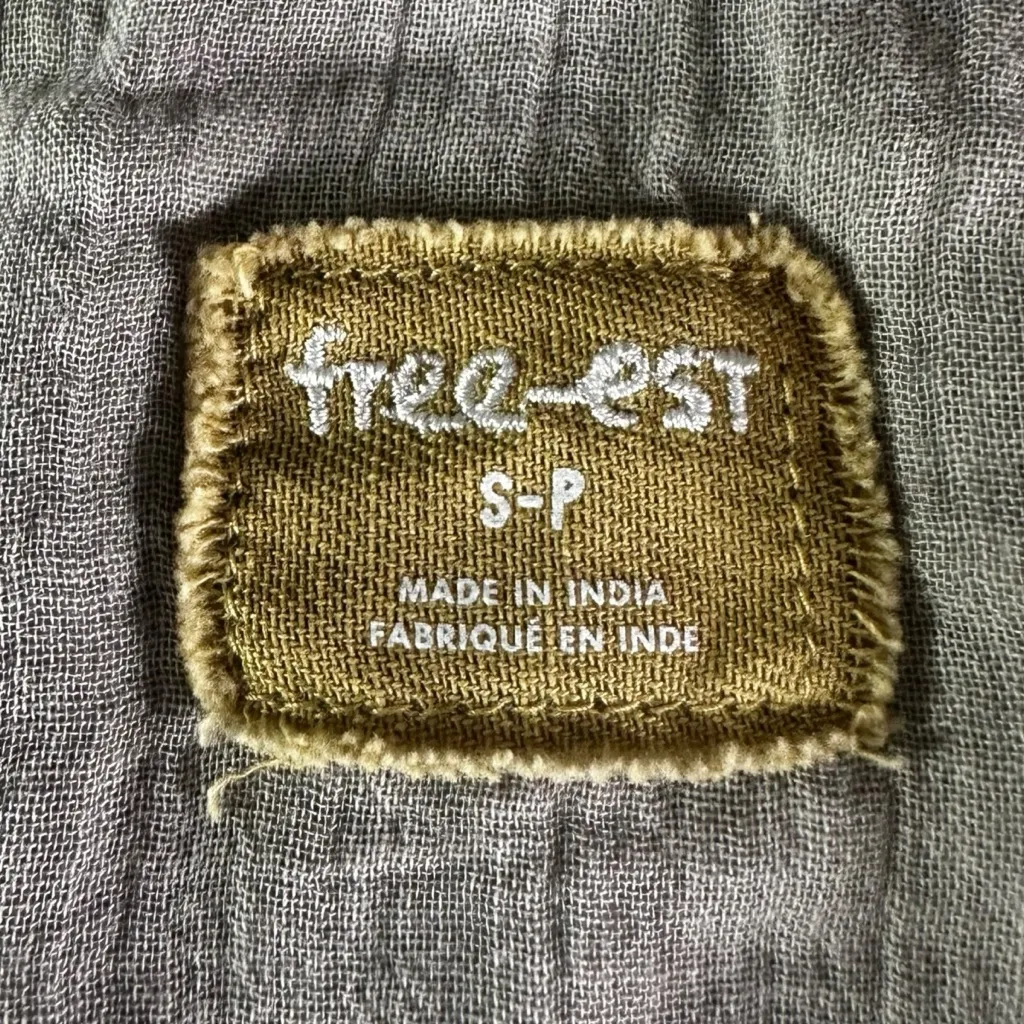 free-est
S-P
MADE IN INDIA
FABRIQUÉ EN INDE